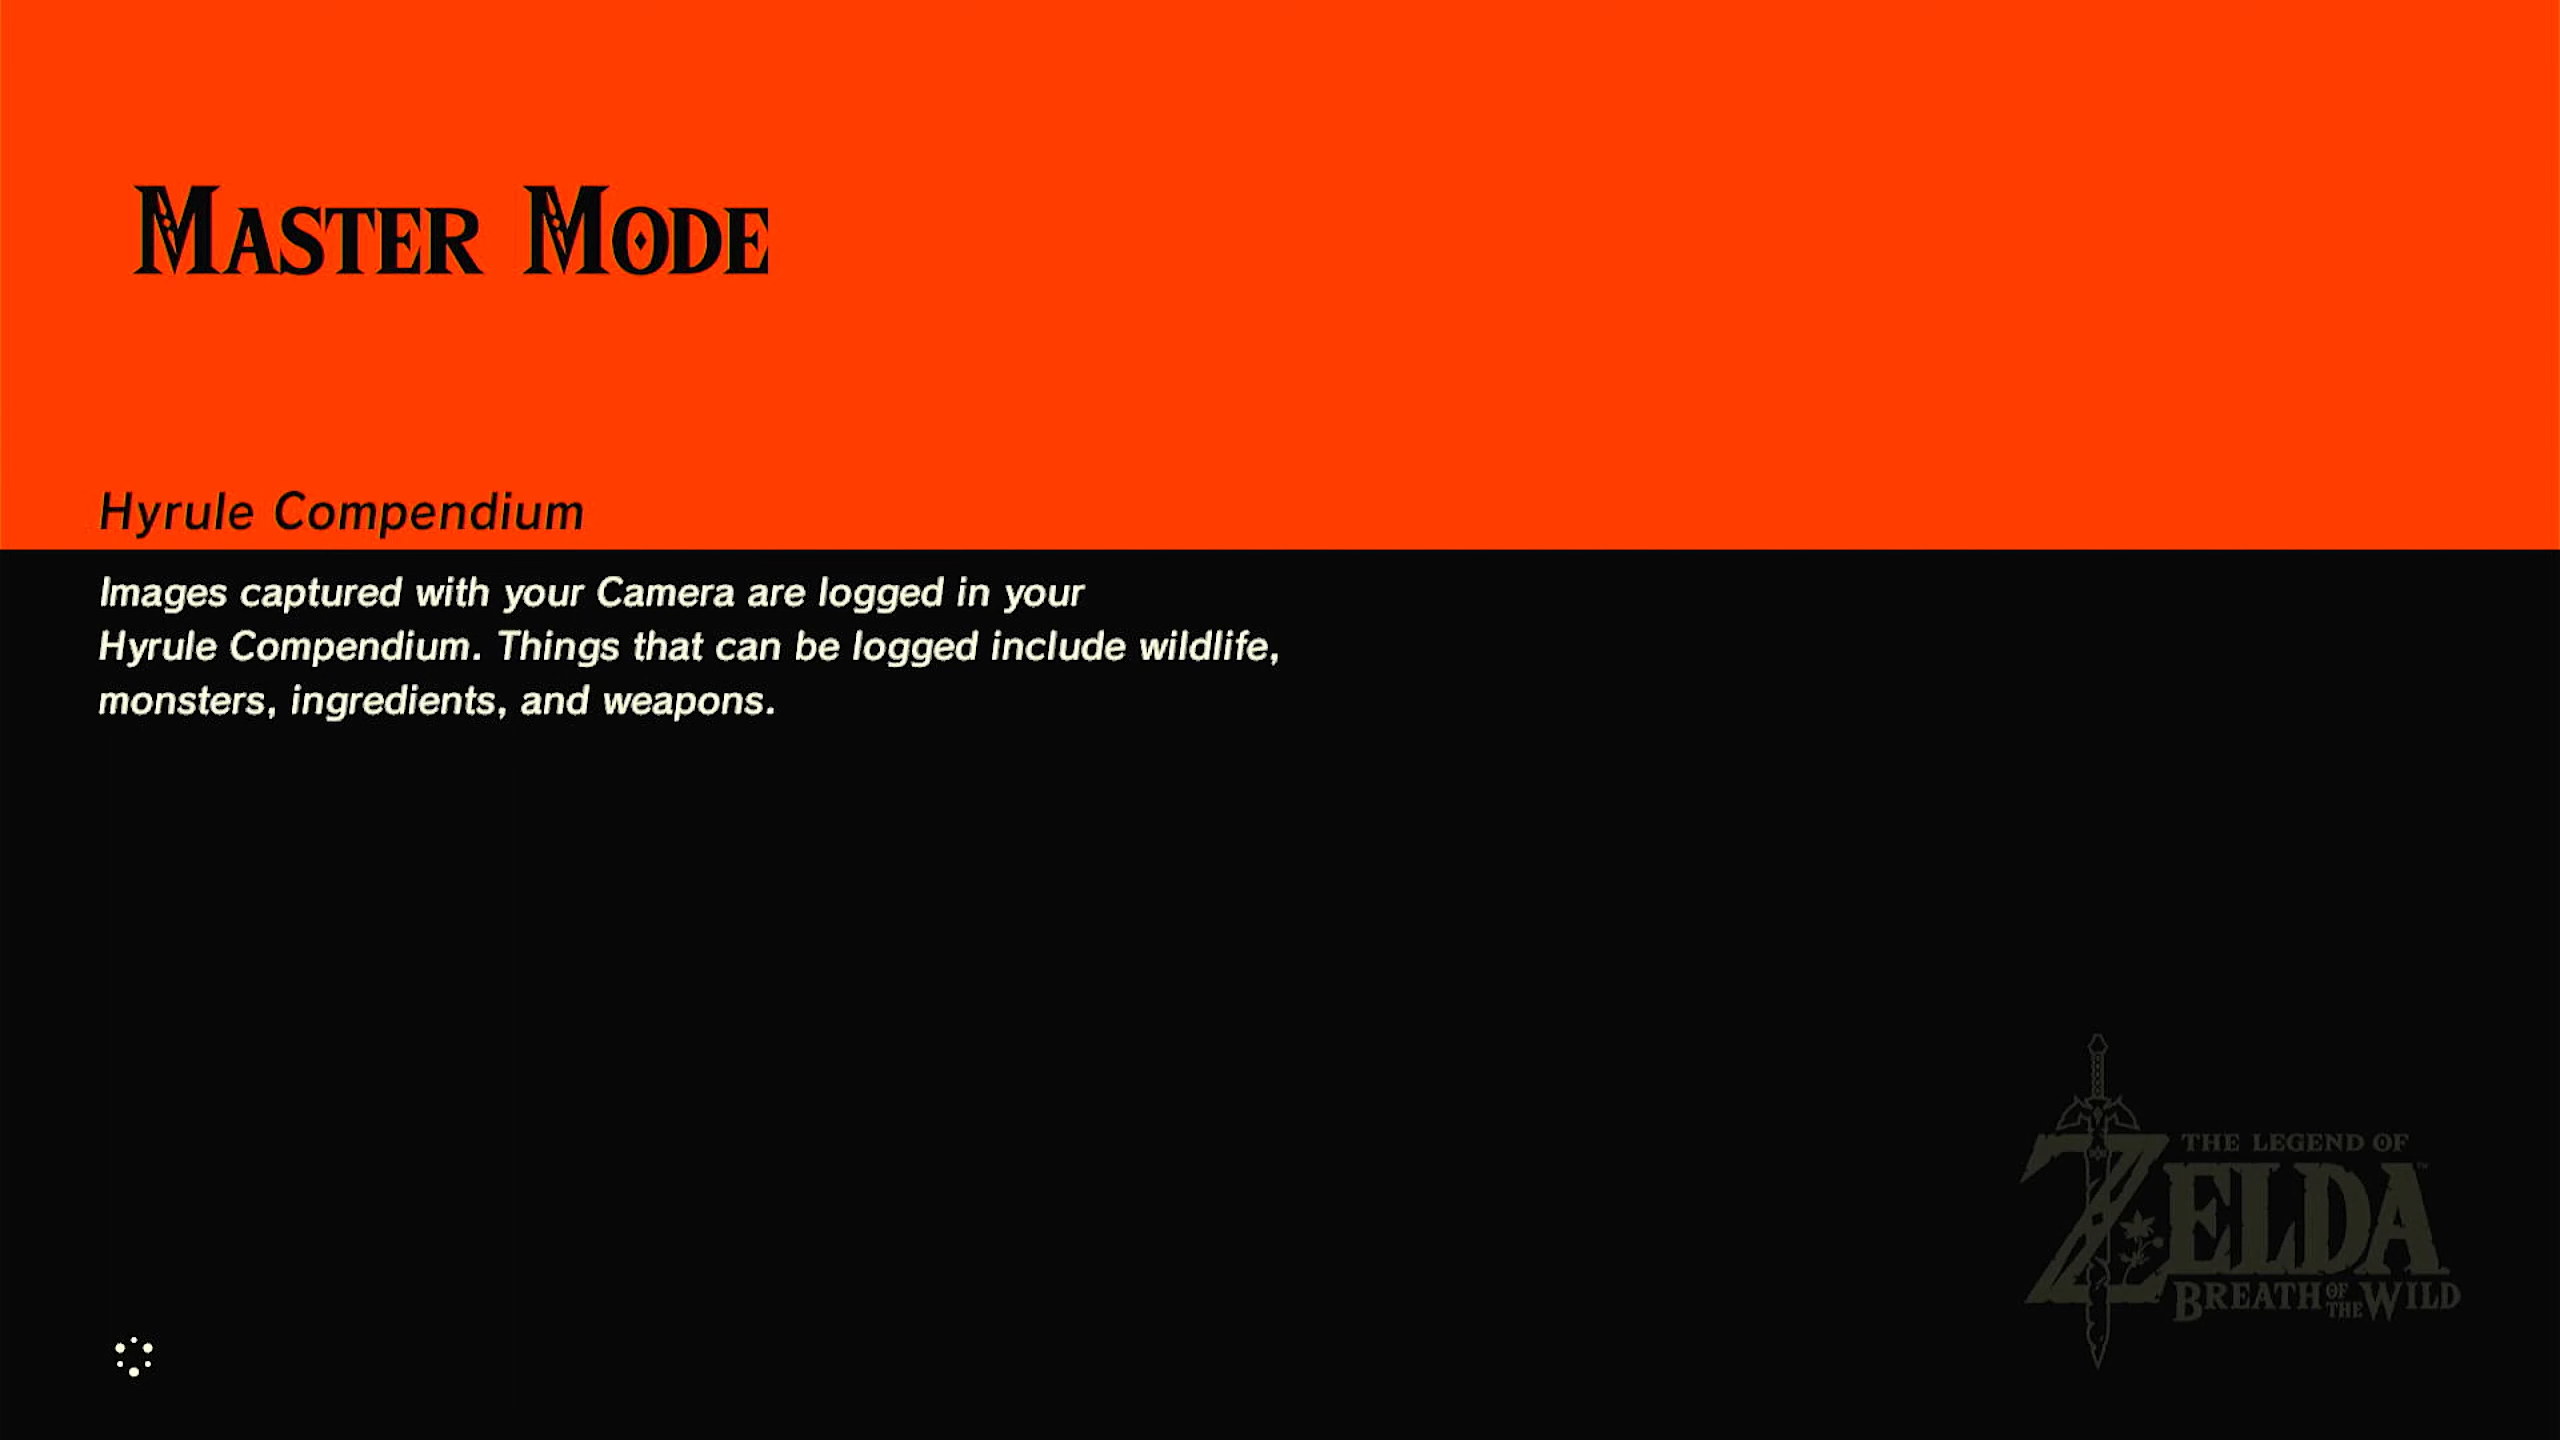 MASTER MODE
Hyrule Compendium
Images captured with your Camera are logged in your
Hyrule Compendium. Things that can be logged include wildlife,
monsters, ingredients, and weapons.
THE LEGEND OF
ZELDA™
BREATH OF THE WILD